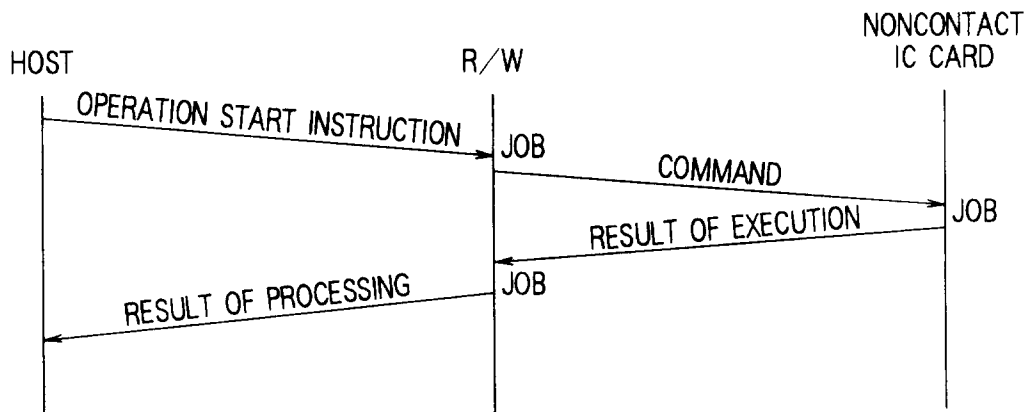 HOST
R/W
NONCONTACT
IC CARD
OPERATION START INSTRUCTION
JOB
COMMAND
JOB
RESULT OF EXECUTION
JOB
RESULT OF PROCESSING